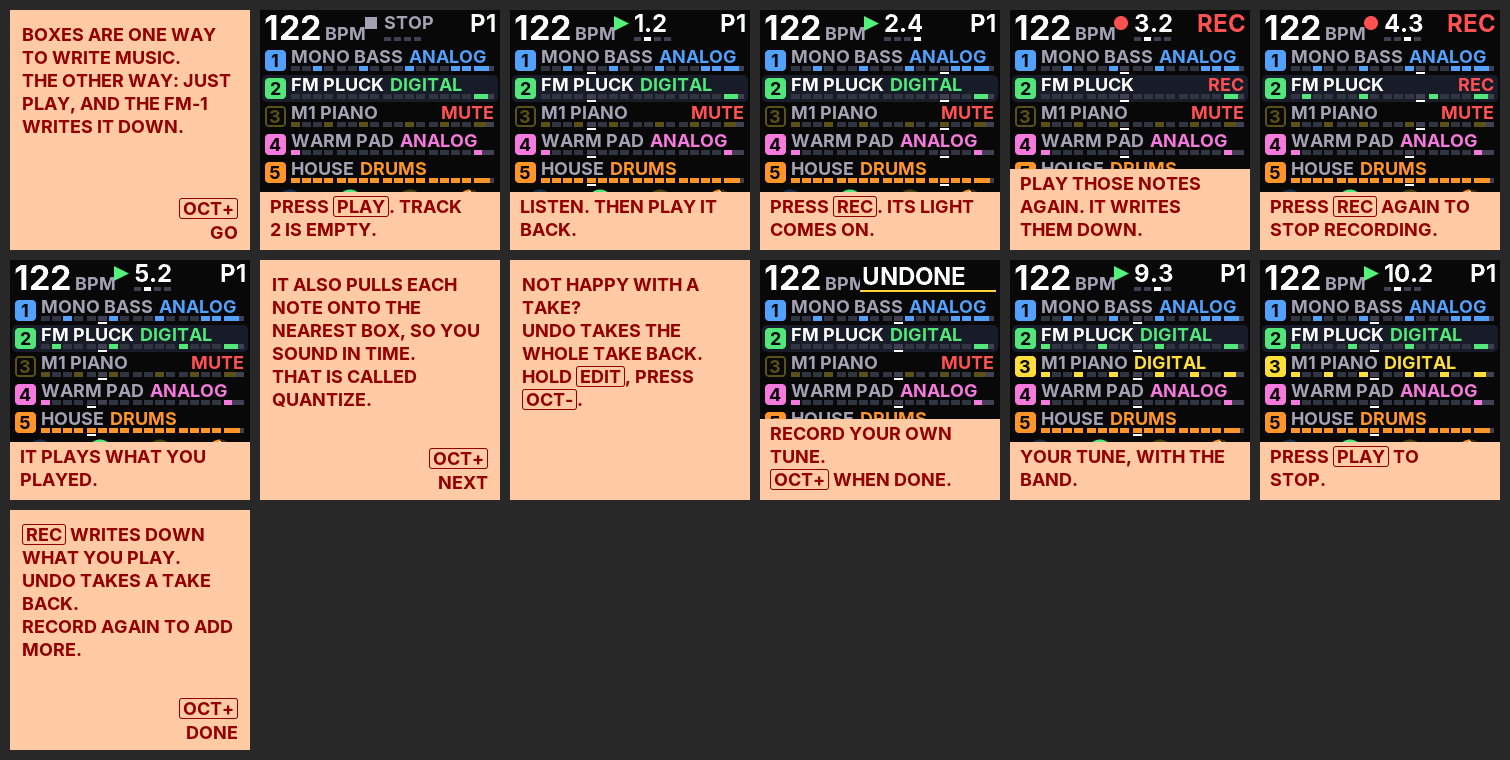 BOXES ARE ONE WAY
TO WRITE MUSIC.
THE OTHER WAY: JUST
PLAY, AND THE FM-1
WRITES IT DOWN.
OCT+
GO
122 BPM STOP P1
1 MONO BASS ANALOG
2 FM PLUCK DIGITAL
3 M1 PIANO MUTE
4 WARM PAD ANALOG
5 HOUSE DRUMS
PRESS PLAY. TRACK
2 IS EMPTY.
122 BPM 1.2 P1
1 MONO BASS ANALOG
2 FM PLUCK DIGITAL
3 M1 PIANO MUTE
4 WARM PAD ANALOG
5 HOUSE DRUMS
LISTEN. THEN PLAY IT
BACK.
122 BPM 2.4 P1
1 MONO BASS ANALOG
2 FM PLUCK DIGITAL
3 M1 PIANO MUTE
4 WARM PAD ANALOG
5 HOUSE DRUMS
PRESS REC. ITS LIGHT
COMES ON.
122 BPM 3.2 REC
1 MONO BASS ANALOG
2 FM PLUCK REC
3 M1 PIANO MUTE
4 WARM PAD ANALOG
HOUSE DRUMS
PLAY THOSE NOTES
AGAIN. IT WRITES
THEM DOWN.
122 BPM 4.3 REC
1 MONO BASS ANALOG
2 FM PLUCK REC
3 M1 PIANO MUTE
4 WARM PAD ANALOG
5 HOUSE DRUMS
PRESS REC AGAIN TO
STOP RECORDING.
122 BPM 5.2 P1
1 MONO BASS ANALOG
2 FM PLUCK DIGITAL
3 M1 PIANO MUTE
4 WARM PAD ANALOG
5 HOUSE DRUMS
IT PLAYS WHAT YOU
PLAYED.
IT ALSO PULLS EACH
NOTE ONTO THE
NEAREST BOX, SO YOU
SOUND IN TIME.
THAT IS CALLED
QUANTIZE.
OCT+
NEXT
NOT HAPPY WITH A
TAKE?
UNDO TAKES THE
WHOLE TAKE BACK.
HOLD EDIT, PRESS
OCT-.
122 BPM UNDONE
1 MONO BASS ANALOG
2 FM PLUCK DIGITAL
3 M1 PIANO MUTE
4 WARM PAD ANALOG
HOUSE DRUMS
RECORD YOUR OWN
TUNE.
OCT+ WHEN DONE.
122 BPM 9.3 P1
1 MONO BASS ANALOG
2 FM PLUCK DIGITAL
3 M1 PIANO DIGITAL
4 WARM PAD ANALOG
5 HOUSE DRUMS
YOUR TUNE, WITH THE
BAND.
122 BPM 10.2 P1
1 MONO BASS ANALOG
2 FM PLUCK DIGITAL
3 M1 PIANO DIGITAL
4 WARM PAD ANALOG
5 HOUSE DRUMS
PRESS PLAY TO
STOP.
REC WRITES DOWN
WHAT YOU PLAY.
UNDO TAKES A TAKE
BACK.
RECORD AGAIN TO ADD
MORE.
OCT+
DONE